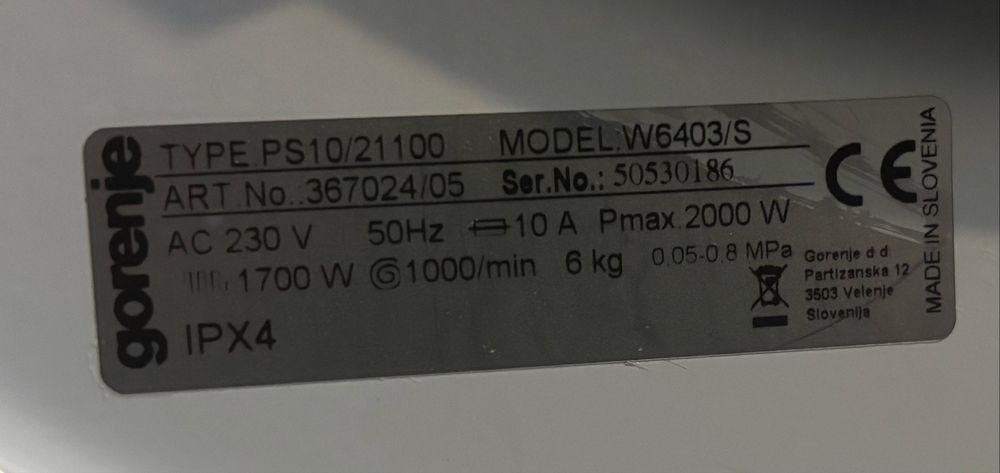 gorenje
TYPE.PS10/21100 MODEL:W6403/S
ART No.:367024/05 Ser.No.: 50530186
AC 230 V 50Hz 10 A Pmax.2000 W
1700 W 1000/min 6 kg 0,05-0,8 MPa
IPX4
CE
Gorenje d d
Partizanska 12
3503 Velenje
Slovenija
MADE IN SLOVENIA